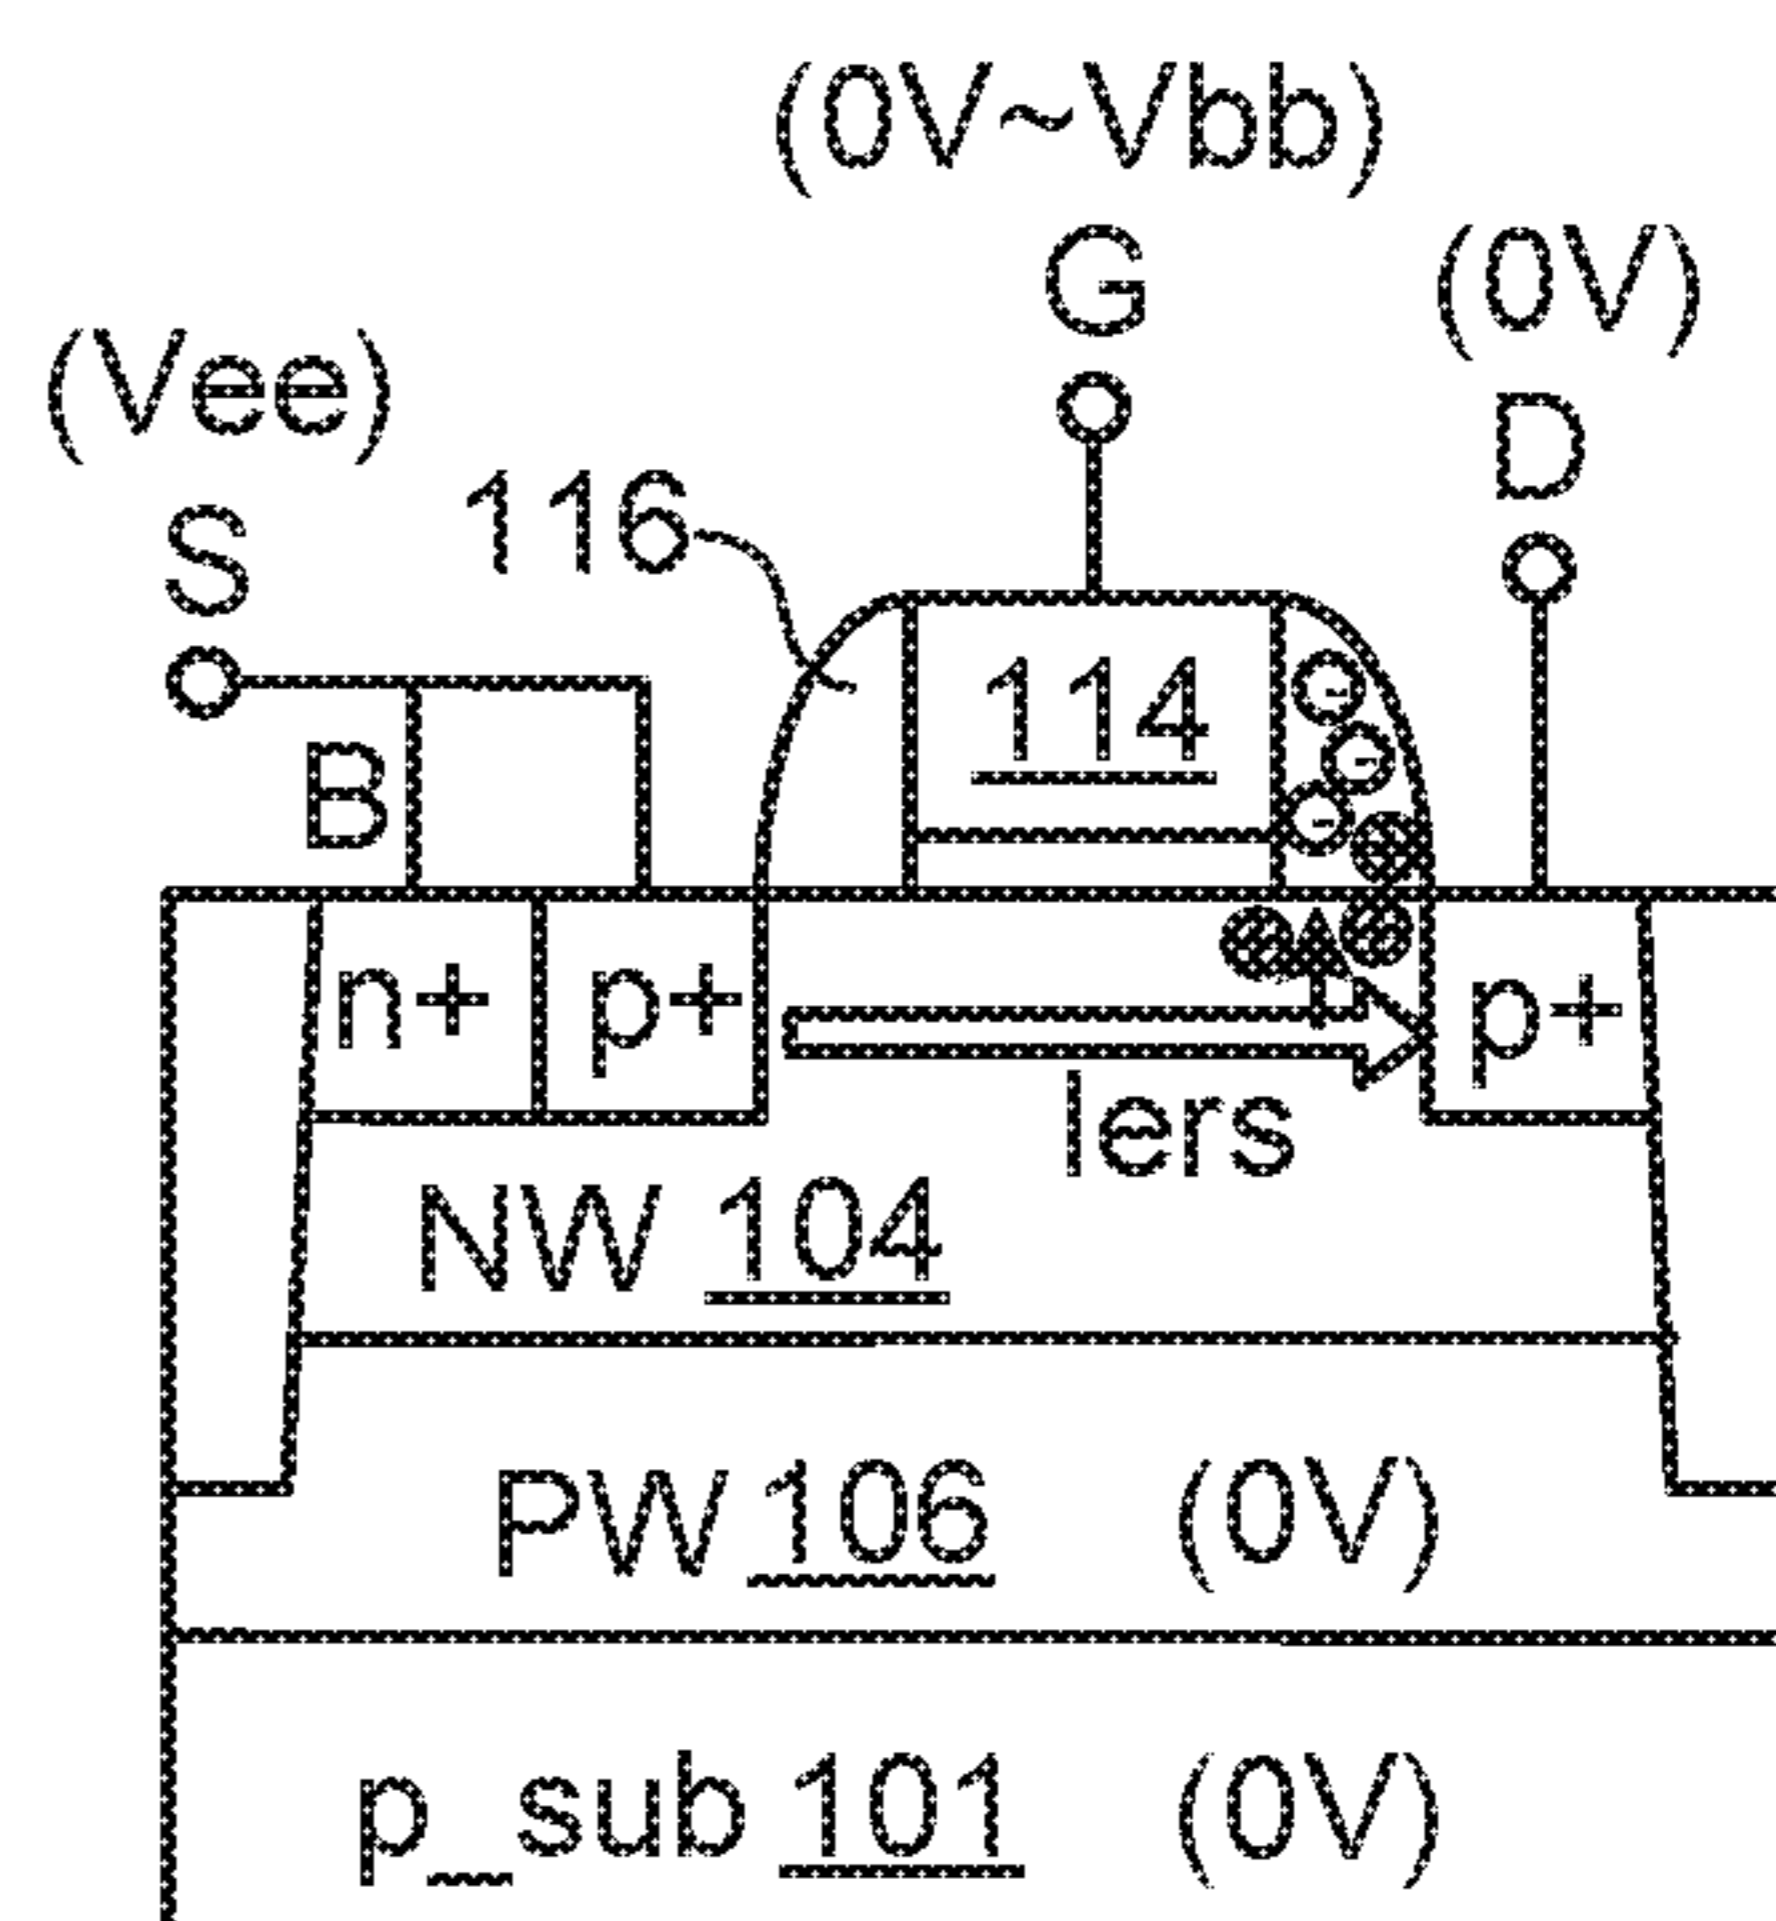 (0V~Vbb)
G
(0V)
D
(Vee)
S
116
114
B
n+
p+
p+
Iers
NW 104
PW 106 (0V)
p_sub 101 (0V)